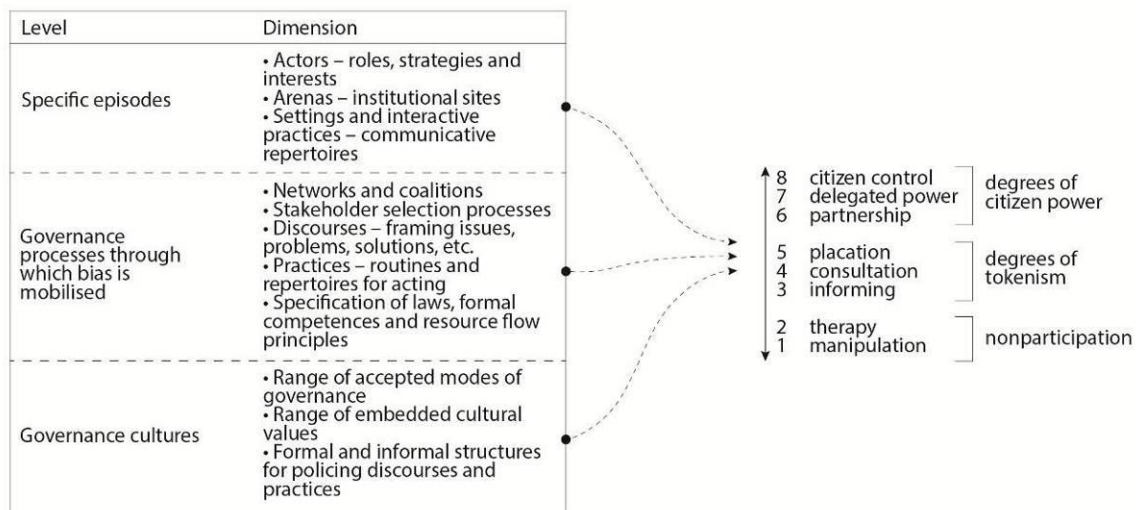 Level Dimension
Specific episodes
• Actors – roles, strategies and
interests
• Arenas – institutional sites
• Settings and interactive
practices – communicative
repertoires
Governance
processes through
which bias is
mobilised
• Networks and coalitions
• Stakeholder selection processes
• Discourses – framing issues,
problems, solutions, etc.
• Practices – routines and
repertoires for acting
• Specification of laws, formal
competences and resource flow
principles
Governance cultures
• Range of accepted modes of
governance
• Range of embedded cultural
values
• Formal and informal structures
for policing discourses and
practices
8 citizen control
7 delegated power
6 partnership
degrees of
citizen power
5 placation
4 consultation
3 informing
degrees of
tokenism
2 therapy
1 manipulation
nonparticipation